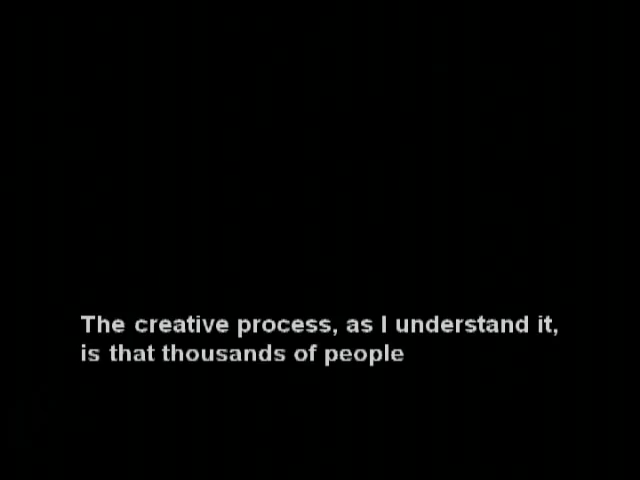 The creative process, as I understand it,
is that thousands of people